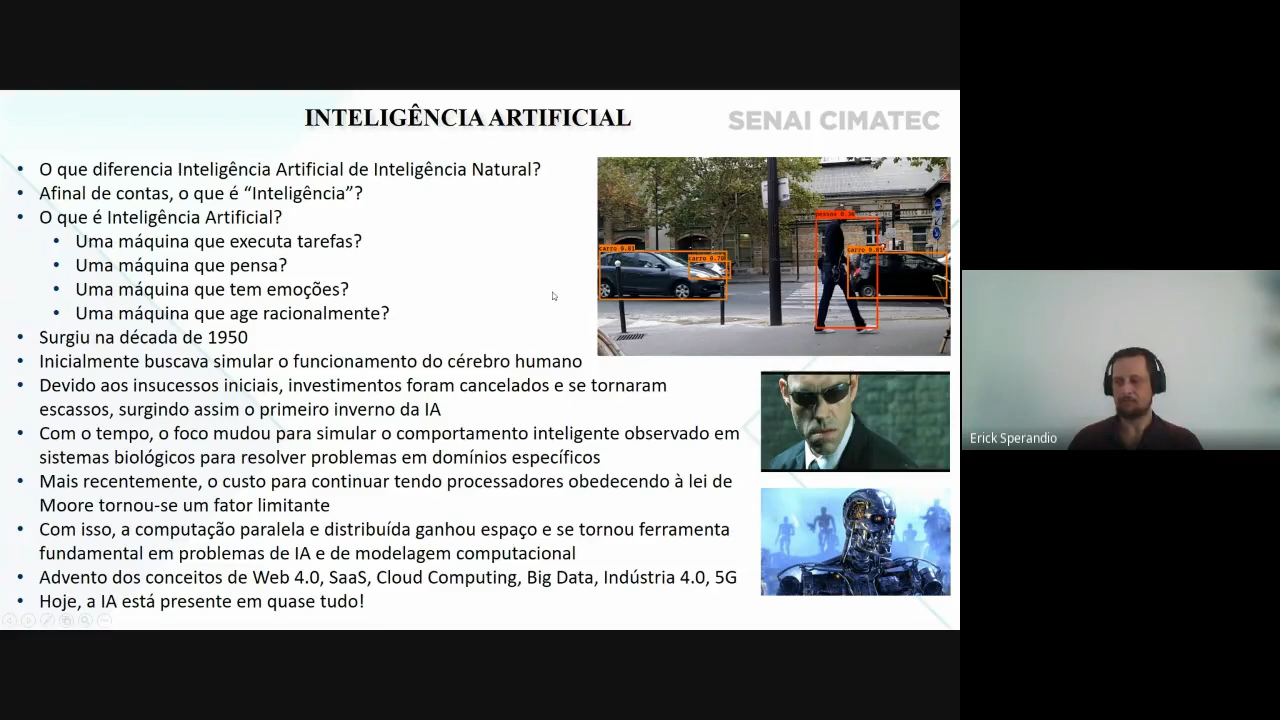 INTELIGÊNCIA ARTIFICIAL
SENAI CIMATEC
• O que diferencia Inteligência Artificial de Inteligência Natural?
• Afinal de contas, o que é “Inteligência”?
• O que é Inteligência Artificial?
• Uma máquina que executa tarefas?
• Uma máquina que pensa?
• Uma máquina que tem emoções?
• Uma máquina que age racionalmente?
• Surgiu na década de 1950
• Inicialmente buscava simular o funcionamento do cérebro humano
• Devido aos insucessos iniciais, investimentos foram cancelados e se tornaram
escassos, surgindo assim o primeiro inverno da IA
• Com o tempo, o foco mudou para simular o comportamento inteligente observado em
sistemas biológicos para resolver problemas em domínios específicos
• Mais recentemente, o custo para continuar tendo processadores obedecendo à lei de
Moore tornou-se um fator limitante
• Com isso, a computação paralela e distribuída ganhou espaço e se tornou ferramenta
fundamental em problemas de IA e de modelagem computacional
• Advento dos conceitos de Web 4.0, SaaS, Cloud Computing, Big Data, Indústria 4.0, 5G
• Hoje, a IA está presente em quase tudo!
pessoa
carro
carro
carro
Erick Sperandio